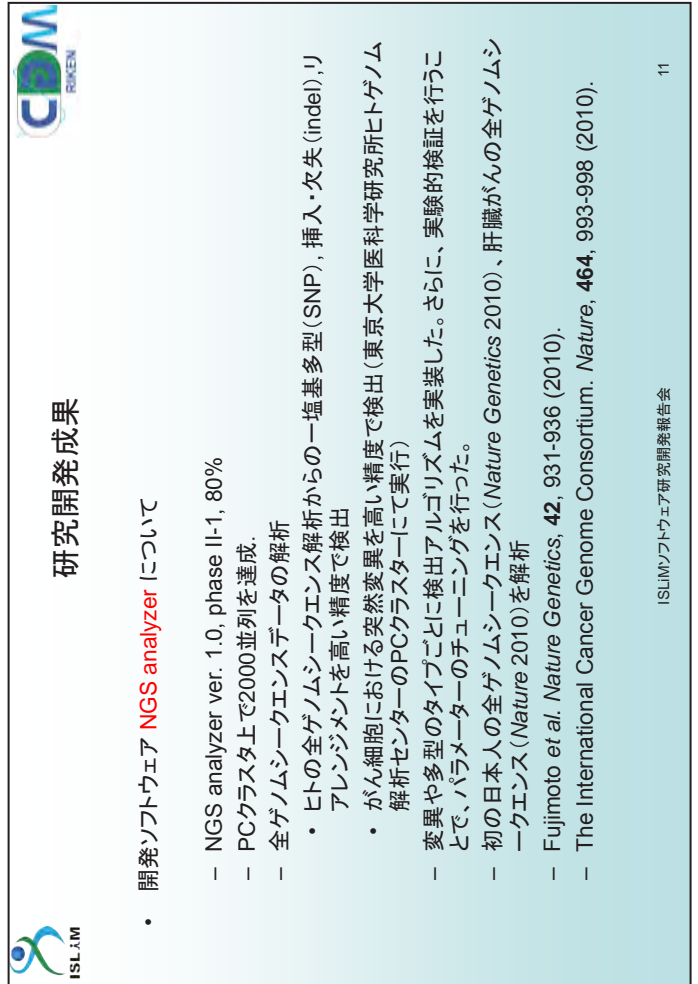 ISLiM
RIKEN
研究開発成果
• 開発ソフトウェア NGS analyzer について
– NGS analyzer ver. 1.0, phase II-1, 80%
– PCクラスタ上で2000並列を達成.
– 全ゲノムシークエンスデータの解析
• ヒトの全ゲノムシークエンス解析からの一塩基多型(SNP), 挿入・欠失(indel),リ
アレンジメントを高い精度で検出
• がん細胞における突然変異を高い精度で検出(東京大学医科学研究所ヒトゲノム
解析センターのPCクラスターにて実行)
– 変異や多型のタイプごとに検出アルゴリズムを実装した。さらに、実験的検証を行うこ
とで、パラメーターのチューニングを行った。
– 初の日本人の全ゲノムシークエンス(Nature Genetics 2010)、肝臓がんの全ゲノムシ
ークエンス(Nature 2010)を解析
– Fujimoto et al. Nature Genetics, 42, 931-936 (2010).
– The International Cancer Genome Consortium. Nature, 464, 993-998 (2010).
ISLiMソフトウェア研究開発報告会
11